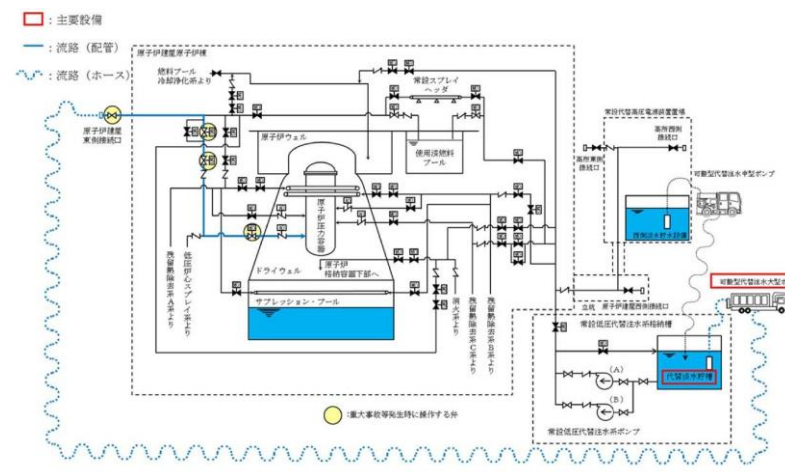 ：主要設備
：流路（配管）
：流路（ホース）
原子炉建屋原子炉棟
燃料プール
冷却浄化系より
常設スプレイ
ヘッダ
原子炉建屋
東側接続口
原子炉ウェル
使用済燃料
プール
常設代替高圧電源装置置場
高所西側
接続口
高所東側
接続口
可搬型代替注水中型ポンプ
西側淡水貯水設備
原子炉圧力容器
ドライウェル
原子炉
格納容器下部へ
サプレッション・プール
残留熱除去系A系より
低圧炉心スプレイ系より
消火系より
残留熱除去系C系より
残留熱除去系B系より
立坑
原子炉建屋西側接続口
可搬型代替注水大型ポ
常設低圧代替注水系格納槽
代替淡水貯槽
(A)
(B)
常設低圧代替注水系ポンプ
：重大事故等発生時に操作する弁